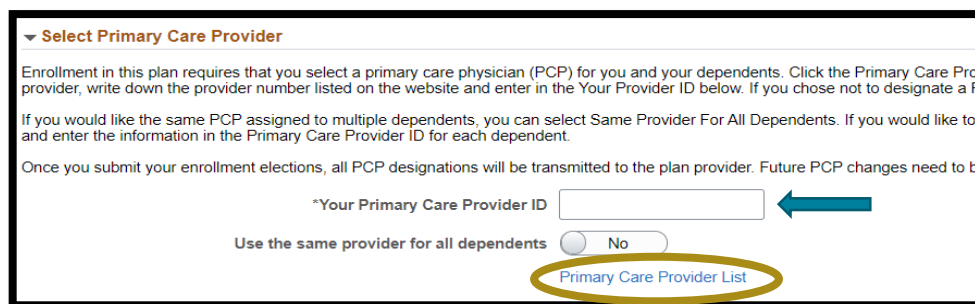 Select Primary Care Provider
Enrollment in this plan requires that you select a primary care physician (PCP) for you and your dependents. Click the Primary Care
provider, write down the provider number listed on the website and enter in the Your Provider ID below. If you chose not to designate a
If you would like the same PCP assigned to multiple dependents, you can select Same Provider For All Dependents. If you would like to
and enter the information in the Primary Care Provider ID for each dependent.
Once you submit your enrollment elections, all PCP designations will be transmitted to the plan provider. Future PCP changes need to
*Your Primary Care Provider ID
Use the same provider for all dependents No
Primary Care Provider List